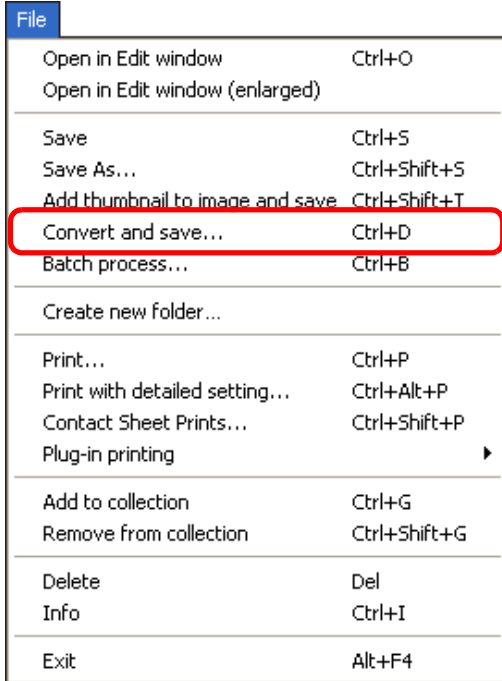 File
Open in Edit window Ctrl+O
Open in Edit window (enlarged)
Save Ctrl+S
Save As... Ctrl+Shift+S
Add thumbnail to image and save Ctrl+Shift+T
Convert and save... Ctrl+D
Batch process... Ctrl+B
Create new folder...
Print... Ctrl+P
Print with detailed setting... Ctrl+Alt+P
Contact Sheet Prints... Ctrl+Shift+P
Plug-in printing
Add to collection Ctrl+G
Remove from collection Ctrl+Shift+G
Delete Del
Info Ctrl+I
Exit Alt+F4